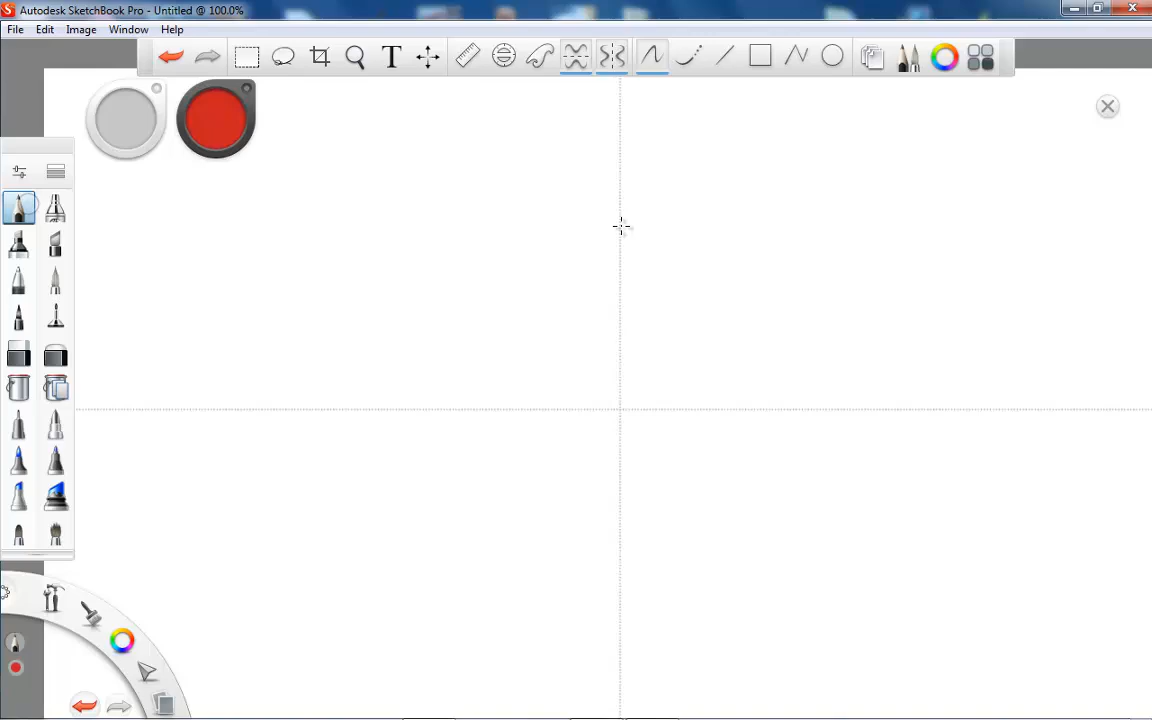 Autodesk SketchBook Pro - Untitled @ 100.0%
File Edit Image Window Help
T